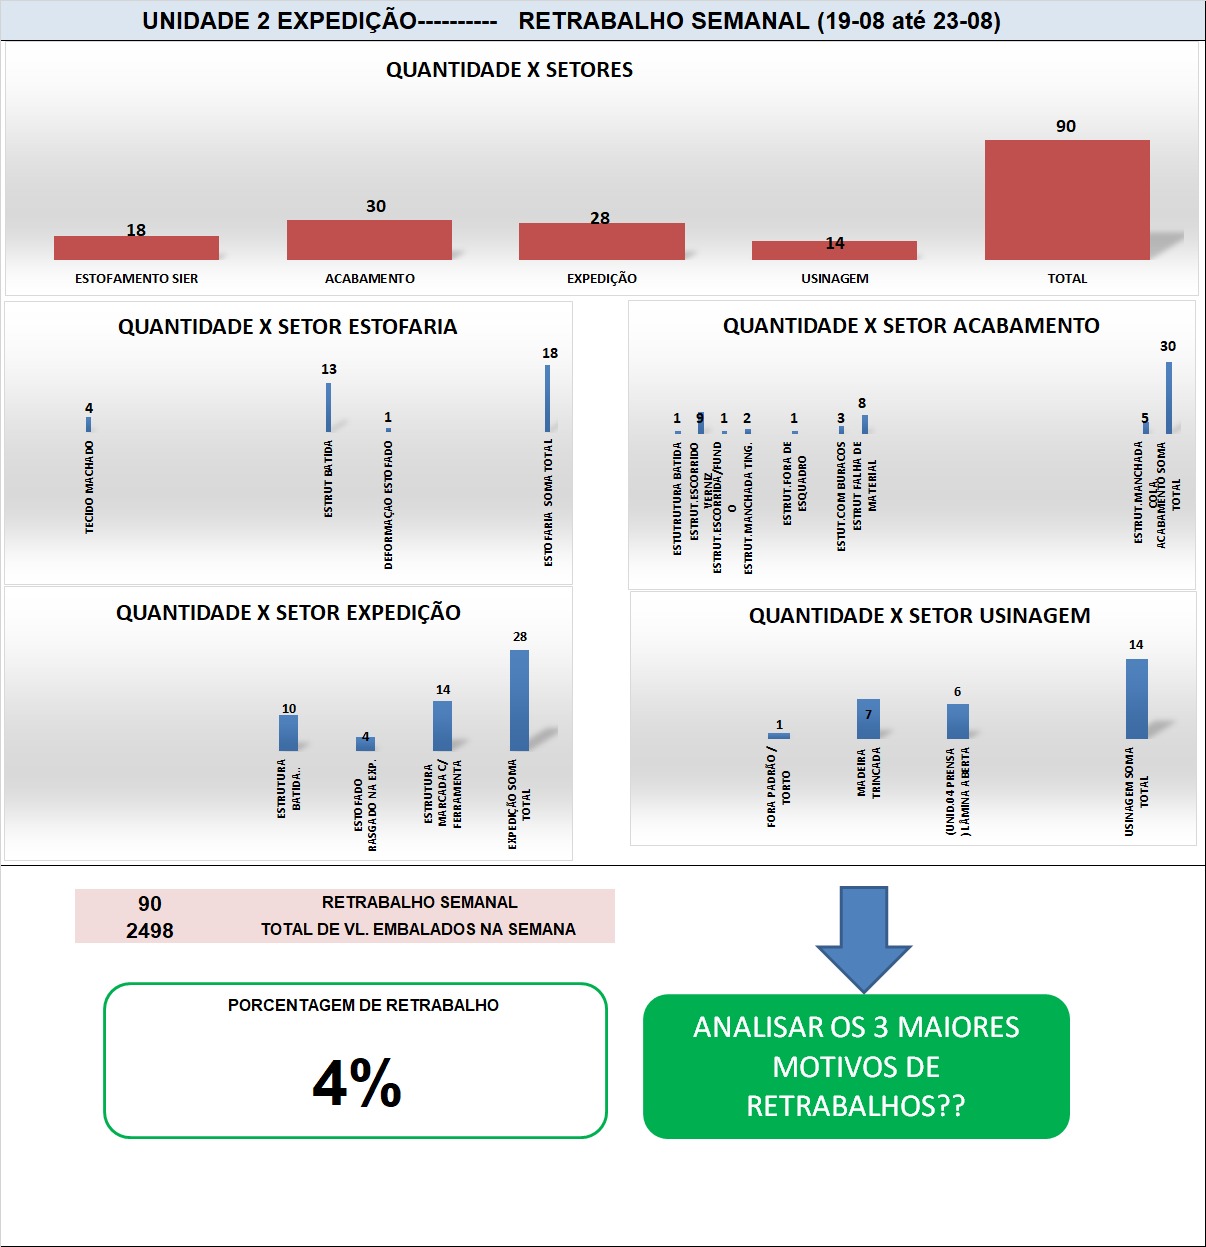 UNIDADE 2 EXPEDIÇÃO---------- RETRABALHO SEMANAL (19-08 até 23-08)
QUANTIDADE X SETORES
18
30
28
14
90
ESTOFAMENTO SIER
ACABAMENTO
EXPEDIÇÃO
USINAGEM
TOTAL
QUANTIDADE X SETOR ESTOFARIA
4
13
1
18
TECIDO MACHADO
ESTRUT BATIDA
DEFORMAÇAO ESTOFADO
ESTOFARIA SOMA TOTAL
QUANTIDADE X SETOR ACABAMENTO
1
9
1
2
1
3
8
5
30
ESTUTRUTURA BATIDA
ESTRUT.ESCORRIDO
VERNIZ
ESTRUT.ESCORRIDA/FUND
O
ESTRUT.MANCHADA TING.
ESTRUT.FORA DE
ESQUADRO
ESTUT.COM BURACOS
ESTRUT FALHA DE
MATERIAL
ESTRUT.MANCHADA
COLA
ACABAMENTO SOMA
TOTAL
QUANTIDADE X SETOR EXPEDIÇÃO
10
4
14
28
ESTRUTURA
BATIDA..
ESTOFADO
RASGADO NA EXP.
ESTRUTURA
MARCADA C/
FERRAMENTA
EXPEDIÇÃO SOMA
TOTAL
QUANTIDADE X SETOR USINAGEM
1
7
6
14
FORA PADRÃO /
TORTO
MADEIRA
TRINCADA
(UNID.04 PRENSA
) LÂMINA ABERTA
USINAGEM SOMA
TOTAL
90 RETRABALHO SEMANAL
2498 TOTAL DE VL. EMBALADOS NA SEMANA
PORCENTAGEM DE RETRABALHO
4%
ANALISAR OS 3 MAIORES
MOTIVOS DE
RETRABALHOS??